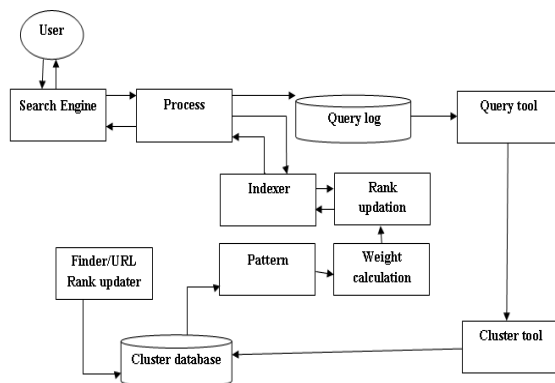 User
Search Engine
Process
Query log
Query tool
Indexer
Rank
updation
Finder/URL
Rank updater
Pattern
Weight
calculation
Cluster database
Cluster tool